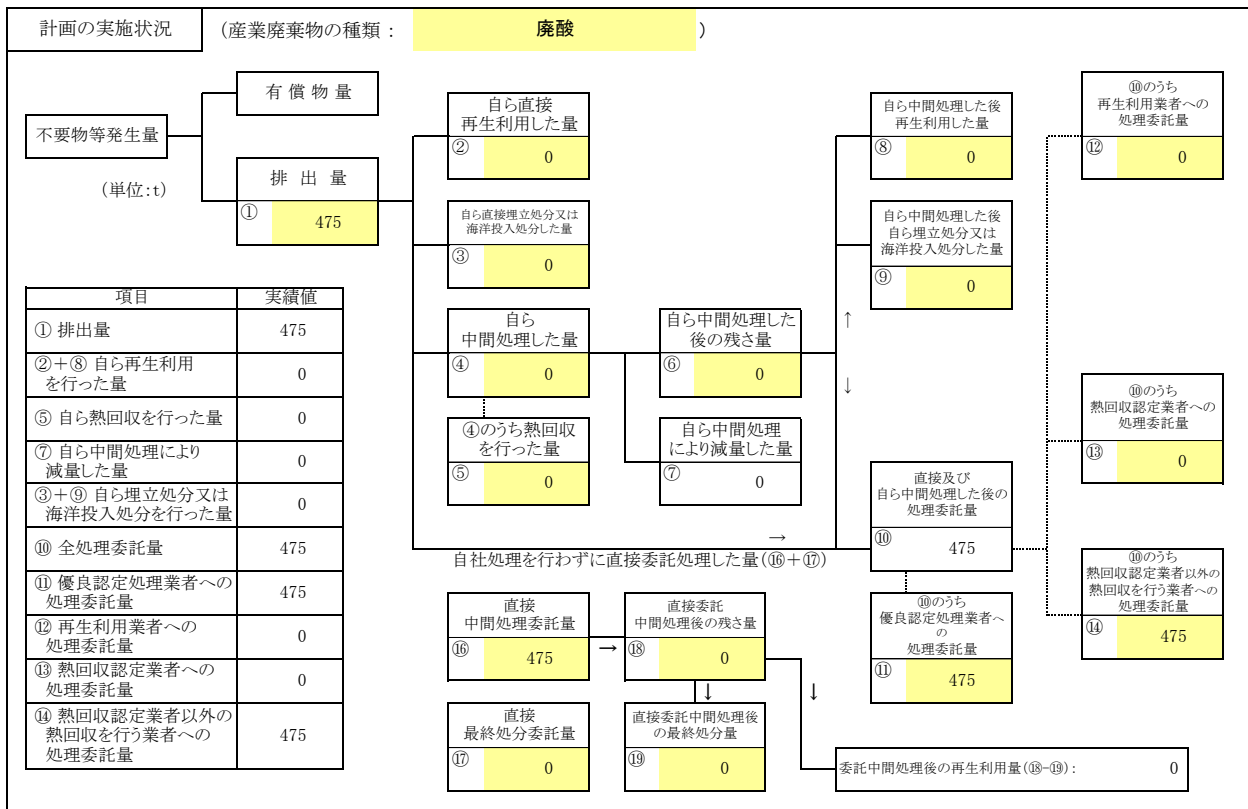 計画の実施状況
(産業廃棄物の種類 : 廃酸 )
有 償 物 量
不要物等発生量
(単位:t)
排 出 量
① 475
自ら直接
再生利用した量
② 0
自ら直接埋立処分又は
海洋投入処分した量
③ 0
自ら
中間処理した量
④ 0
④のうち熱回収
を行った量
⑤ 0
自ら中間処理した
後の残さ量
⑥ 0
自ら中間処理
により減量した量
⑦ 0
自ら中間処理した後
再生利用した量
⑧ 0
自ら中間処理した後
自ら埋立処分又は
海洋投入処分した量
⑨ 0
↑
↓
直接及び
自ら中間処理した後の
処理委託量
⑩ 475
⑩のうち
優良認定処理業者へ
の
処理委託量
⑪ 475
⑩のうち
再生利用業者への
処理委託量
⑫ 0
⑩のうち
熱回収認定業者への
処理委託量
⑬ 0
⑩のうち
熱回収認定業者以外の
熱回収を行う業者への
処理委託量
⑭ 475
→
自社処理を行わずに直接委託処理した量(⑯+⑰)
直接
中間処理委託量
⑯ 475
→
直接委託
中間処理後の残さ量
⑱ 0
↓
↓
直接
最終処分委託量
⑰ 0
直接委託中間処理後
の最終処分量
⑲ 0
委託中間処理後の再生利用量(⑱-⑲) : 0
項目 実績値
① 排出量 475
②+⑧ 自ら再生利用
を行った量 0
⑤ 自ら熱回収を行った量 0
⑦ 自ら中間処理により
減量した量 0
③+⑨ 自ら埋立処分又は
海洋投入処分を行った量 0
⑩ 全処理委託量 475
⑪ 優良認定処理業者への
処理委託量 475
⑫ 再生利用業者への
処理委託量 0
⑬ 熱回収認定業者への
処理委託量 0
⑭ 熱回収認定業者以外の
熱回収を行う業者への
処理委託量 475